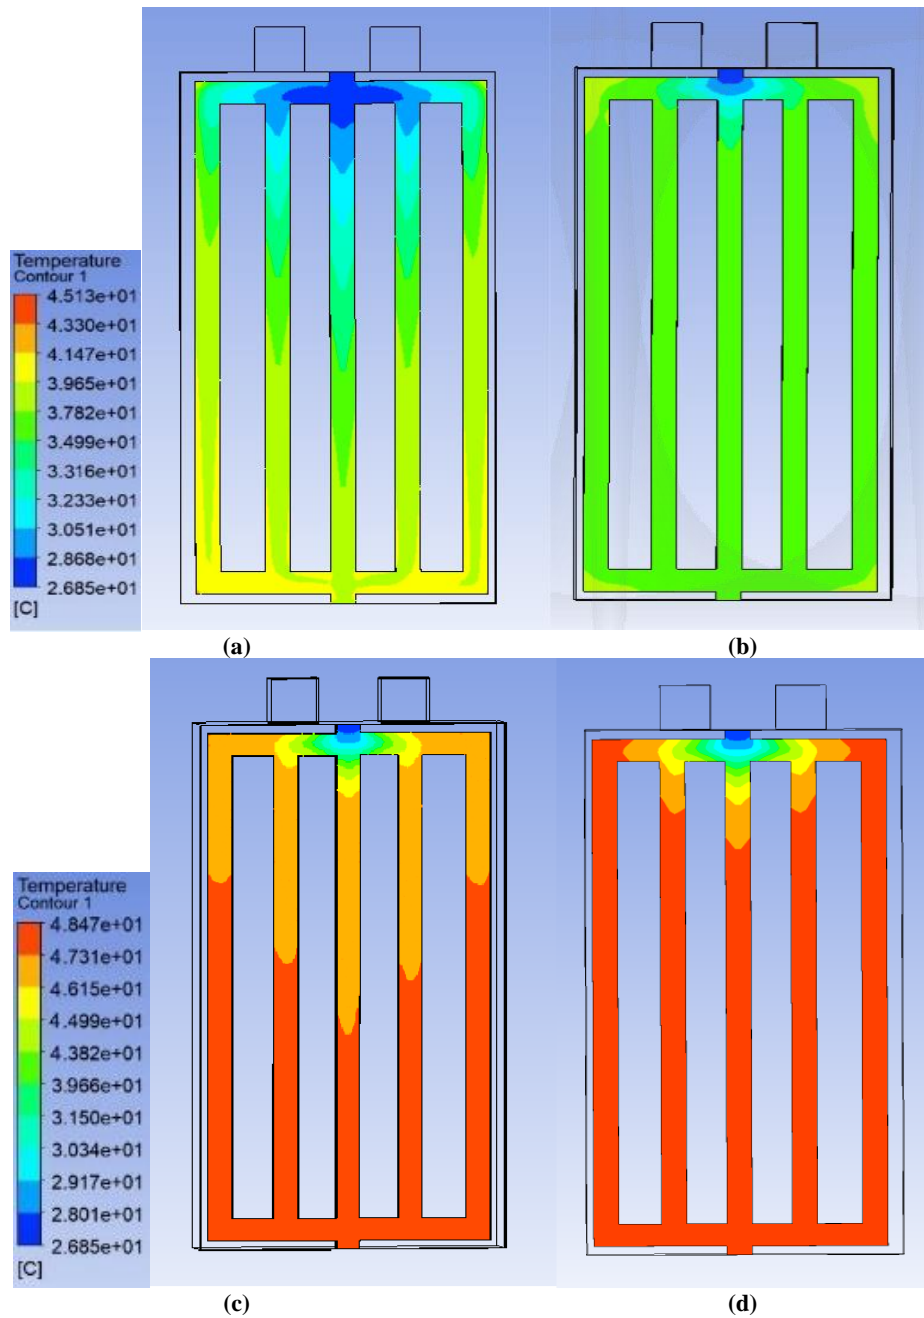 Temperature
Contour 1
4.513e+01
4.330e+01
4.147e+01
3.965e+01
3.782e+01
3.499e+01
3.316e+01
3.233e+01
3.051e+01
2.868e+01
2.685e+01
[C]
(a)
(b)
Temperature
Contour 1
4.847e+01
4.731e+01
4.615e+01
4.499e+01
4.382e+01
3.966e+01
3.150e+01
3.034e+01
2.917e+01
2.801e+01
2.685e+01
[C]
(c)
(d)